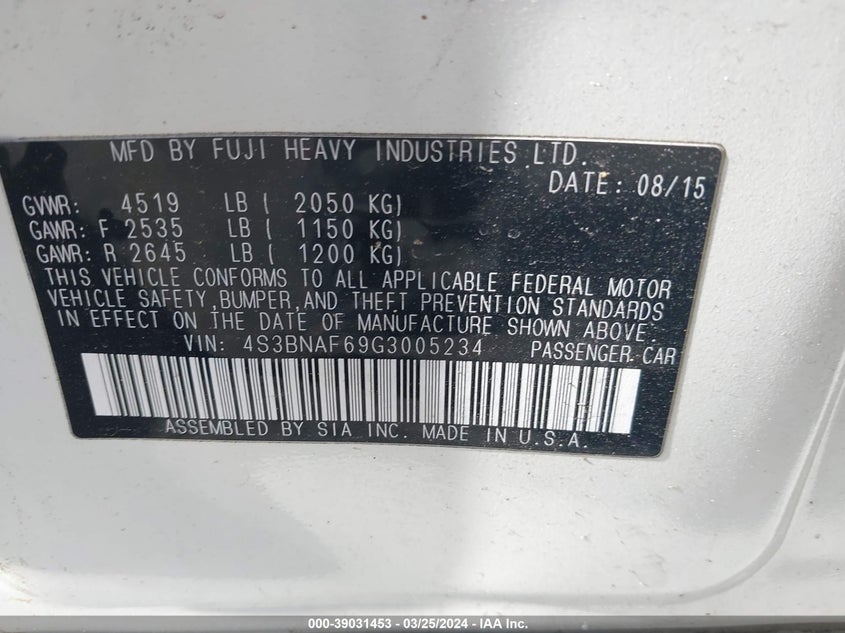 MFD BY FUJI HEAVY INDUSTRIES LTD.
DATE: 08/15
GVWR: 4519 LB ( 2050 KG)
GAWR: F 2535 LB ( 1150 KG)
GAWR: R 2645 LB ( 1200 KG)
THIS VEHICLE CONFORMS TO ALL APPLICABLE FEDERAL MOTOR
VEHICLE SAFETY, BUMPER, AND THEFT PREVENTION STANDARDS
IN EFFECT ON THE DATE OF MANUFACTURE SHOWN ABOVE
VIN: 4S3BNAF69G3005234 PASSENGER CAR
ASSEMBLED BY SIA INC. MADE IN U.S.A.
000-39031453 - 03/25/2024 - IAA Inc.